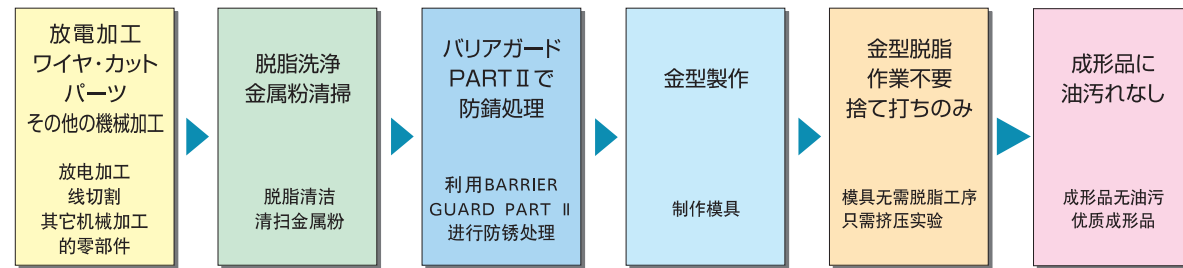 放電加工
ワイヤ・カット
パーツ
その他の機械加工
放电加工
线切割
其它机械加工
的零部件
脱脂洗浄
金属粉清掃
脱脂清洁
清扫金属粉
バリアガード
PARTⅡで
防錆処理
利用BARRIER
GUARD PART Ⅱ
进行防锈处理
金型製作
制作模具
金型脱脂
作業不要
捨て打ちのみ
模具无需脱脂工序
只需挤压实验
成形品に
油汚れなし
成形品无油污
优质成形品